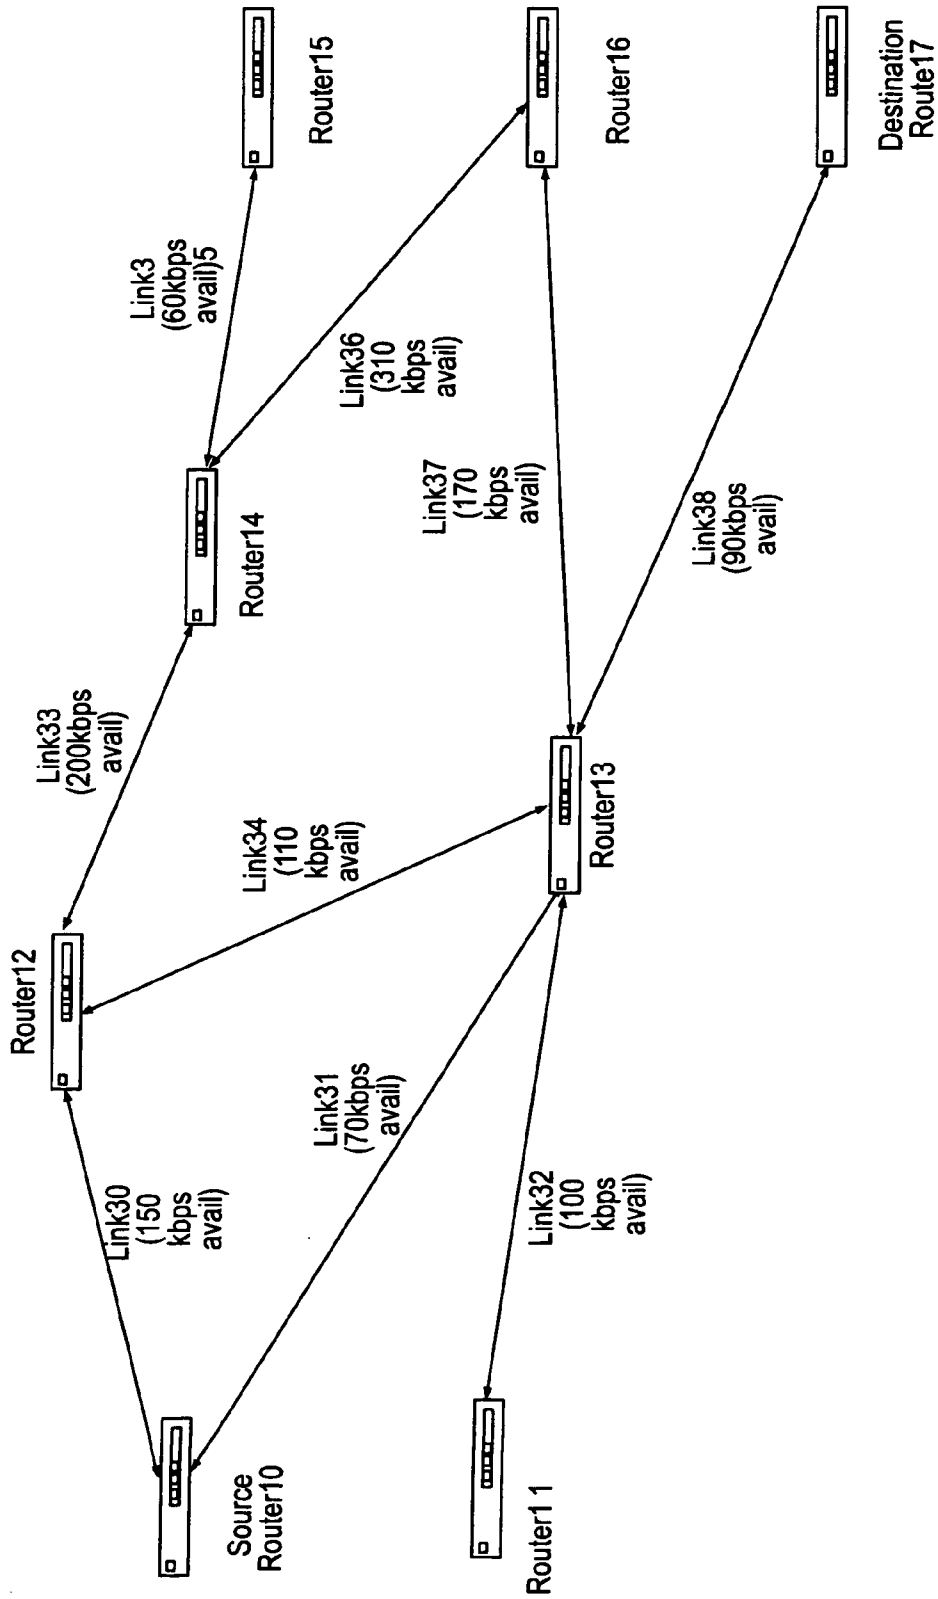 Router12
Link33
(200kbps
avail)
Router14
Link3
(60kbps
avail)5
Router15
Link30
(150
kbps
avail)
Link34
(110
kbps
avail)
Link36
(310
kbps
avail)
Router16
Source
Router10
Link31
(70kbps
avail)
Link37
(170
kbps
avail)
Router13
Link32
(100
kbps
avail)
Link38
(90kbps
avail)
Router1 1
Destination
Route17